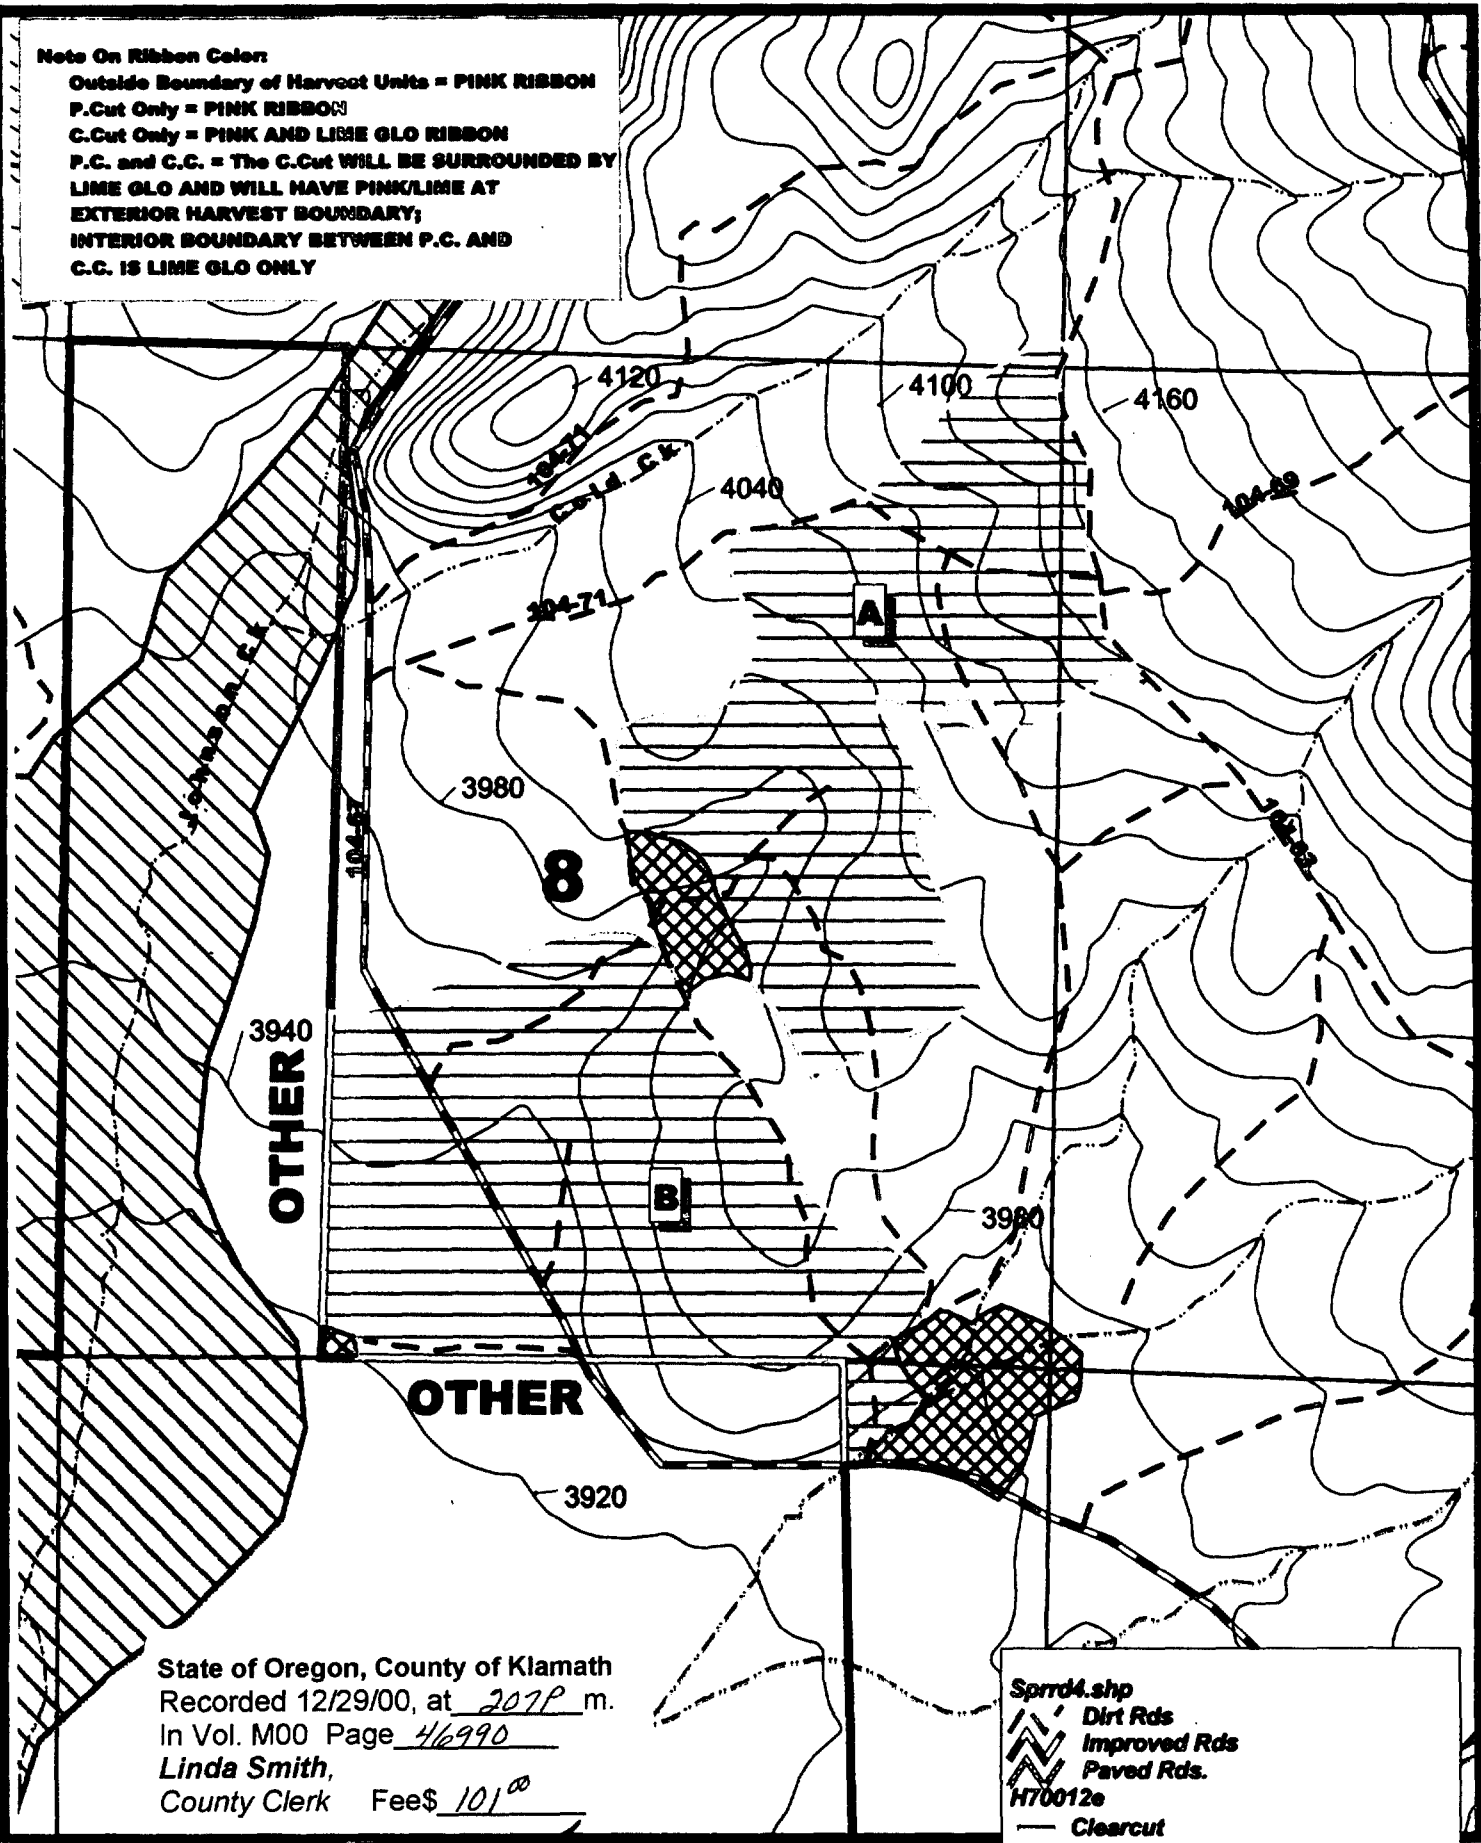 Note On Ribbon Color:
Outside Boundary of Harvest Units = PINK RIBBON
P.Cut Only = PINK RIBBON
C.Cut Only = PINK AND LIME GLO RIBBON
P.C. and C.C. = The C.Cut WILL BE SURROUNDED BY
LIME GLO AND WILL HAVE PINK/LIME AT
EXTERIOR HARVEST BOUNDARY;
INTERIOR BOUNDARY BETWEEN P.C. AND
C.C. IS LIME GLO ONLY
4120
4100
4160
104-71
Cold Ck
4040
104-69
104-71
A
Johnson Ck
3980
104-67
8
104-63
3940
OTHER
B
3980
OTHER
3920
State of Oregon, County of Klamath
Recorded 12/29/00, at 207P m.
In Vol. M00 Page 46990
Linda Smith,
County Clerk Fee$ 101 00
Sprrd4.shp
Dirt Rds
Improved Rds
Paved Rds.
H70012e
Clearcut